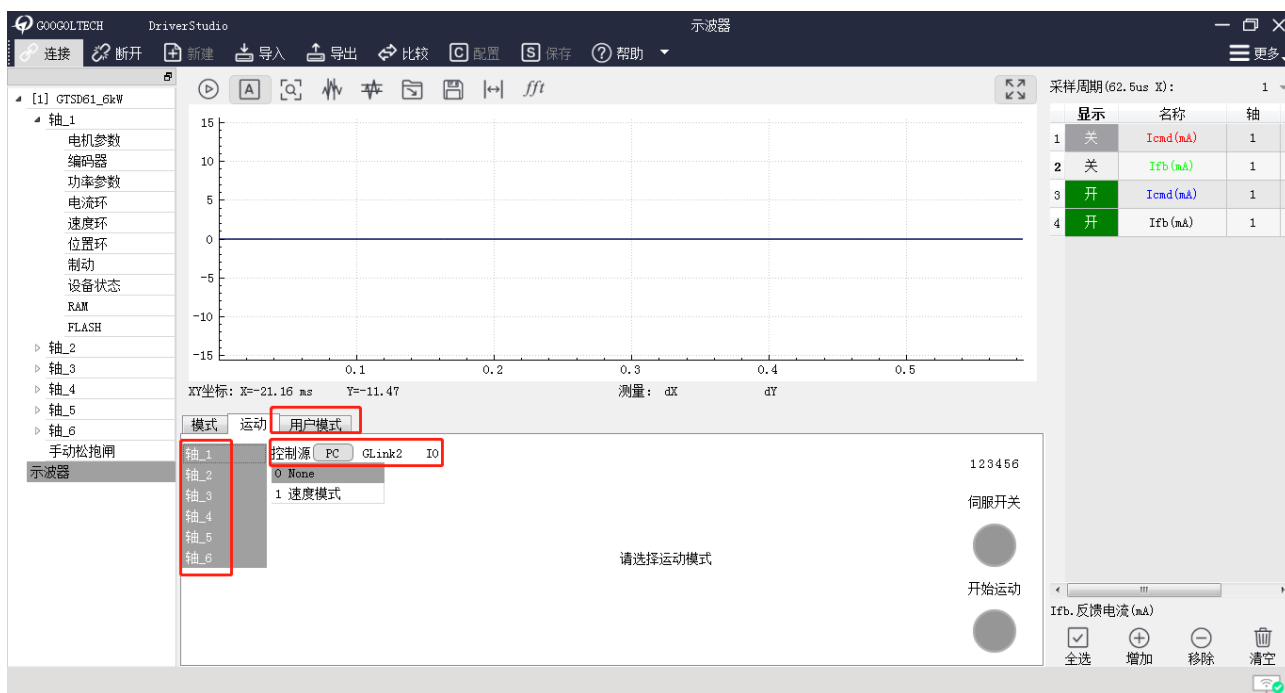 GOOGOLTECH DriverStudio 示波器
连接 断开 新建 导入 导出 比较 C 配置 S 保存 ? 帮助 更多
[1] GTSD61_6kW
轴_1
电机参数
编码器
功率参数
电流环
速度环
位置环
制动
设备状态
RAM
FLASH
轴_2
轴_3
轴_4
轴_5
轴_6
手动松抱闸
示波器
A fft
15
10
5
0
-5
-10
-15
0.1 0.2 0.3 0.4 0.5
XY坐标: X=-21.16 ms Y=-11.47 测量: dX dY
模式 运动 用户模式
轴_1
轴_2
轴_3
轴_4
轴_5
轴_6
控制源 PC GLink2 IO
0 None
1 速度模式
请选择运动模式
123456
伺服开关
开始运动
采样周期(62.5us X): 1
显示 名称 轴
1 关 Icmd(mA) 1
2 关 Ifb(mA) 1
3 开 Icmd(mA) 1
4 开 Ifb(mA) 1
Ifb.反馈电流(mA)
全选 增加 移除 清空